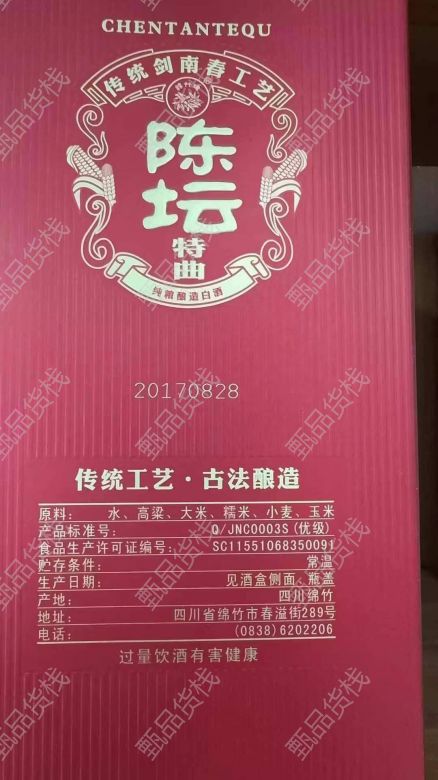 CHENTANTEQU
传统剑南春工艺
陈坛
特曲
纯粮酿造白酒
20170828
传统工艺·古法酿造
原料: 水、高粱、大米、糯米、小麦、玉米
产品标准号: Q/JNC0003S(优级)
食品生产许可证编号: SC11551068350091
贮存条件: 常温
生产日期: 见酒盒侧面、瓶盖
产地: 四川绵竹
地址: 四川省绵竹市春溢街289号
电话: (0838)6202206
过量饮酒有害健康
甄品货栈